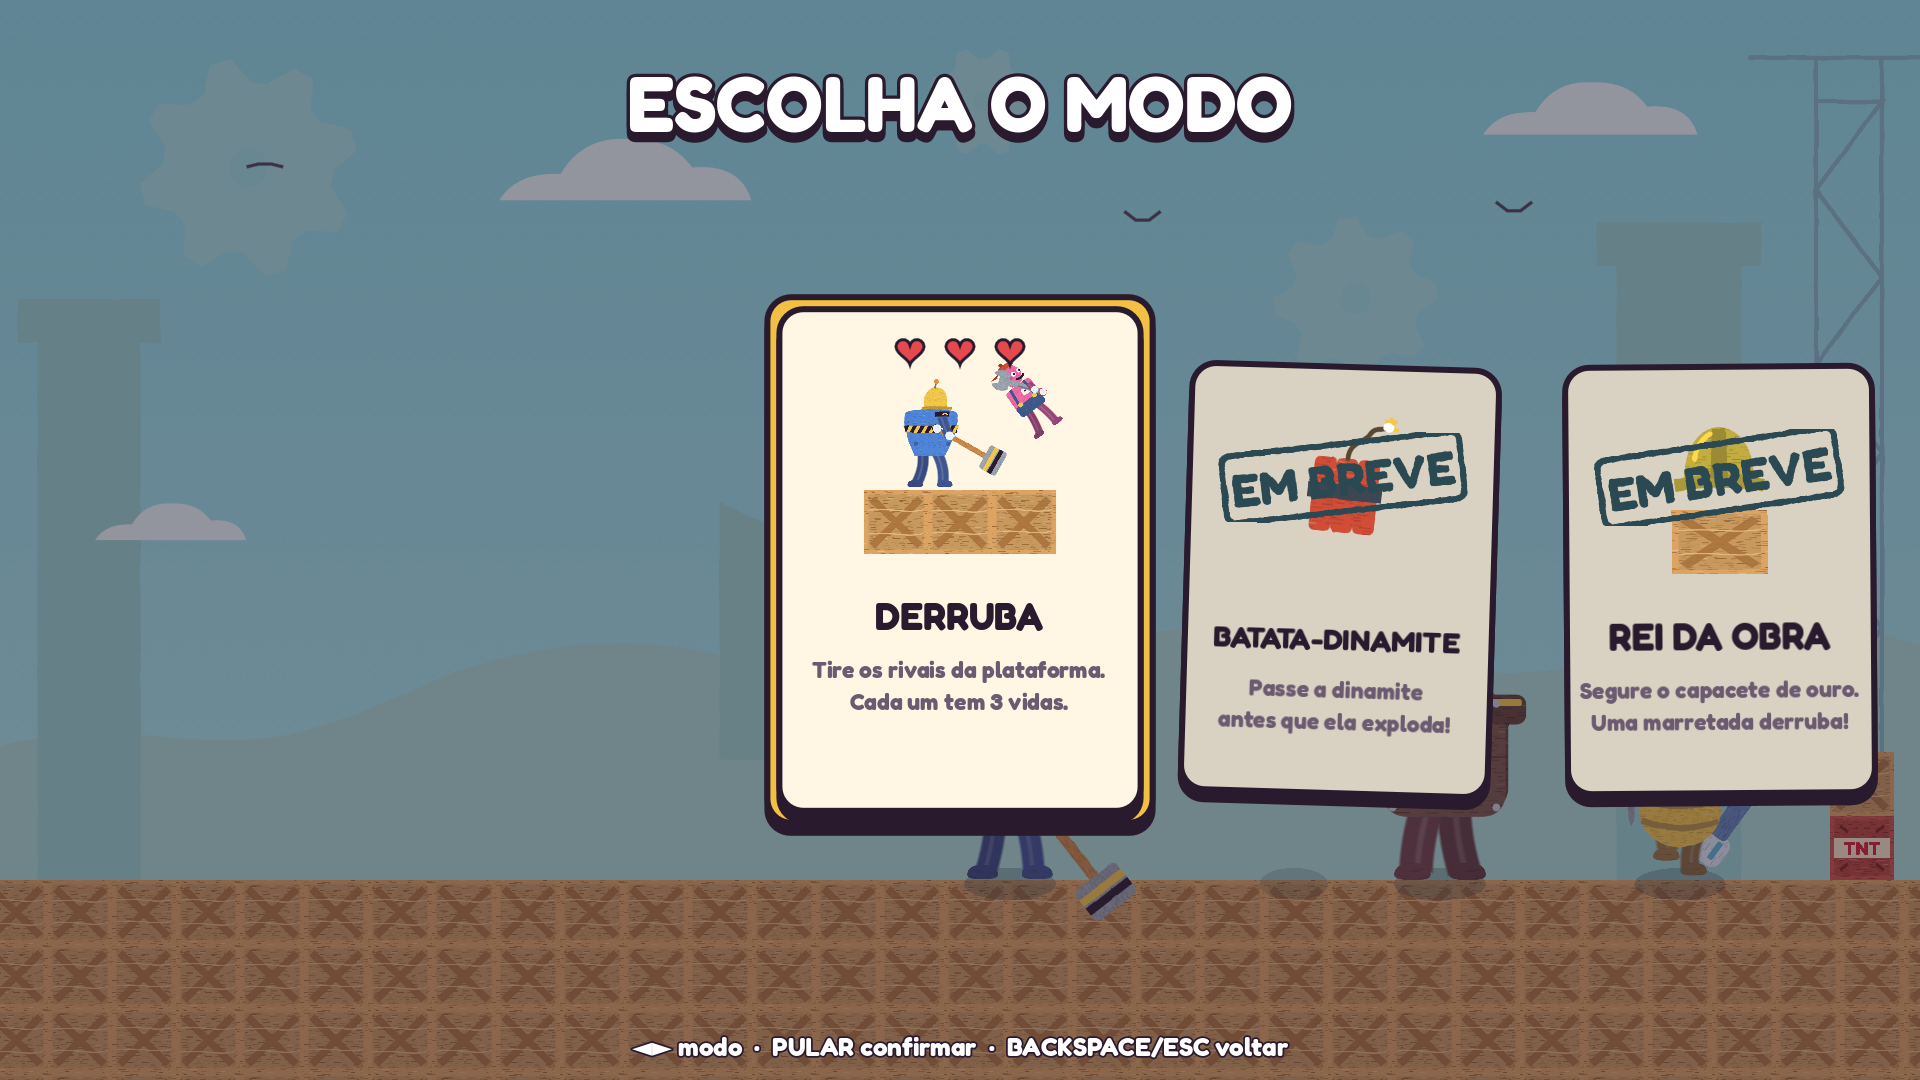 ESCOLHA O MODO
DERRUBA
Tire os rivais da plataforma.
Cada um tem 3 vidas.
EM BREVE
BATATA-DINAMITE
Passe a dinamite
antes que ela exploda!
EM BREVE
REI DA OBRA
Segure o capacete de ouro.
Uma marretada derruba!
TNT
modo · PULAR confirmar · BACKSPACE/ESC voltar